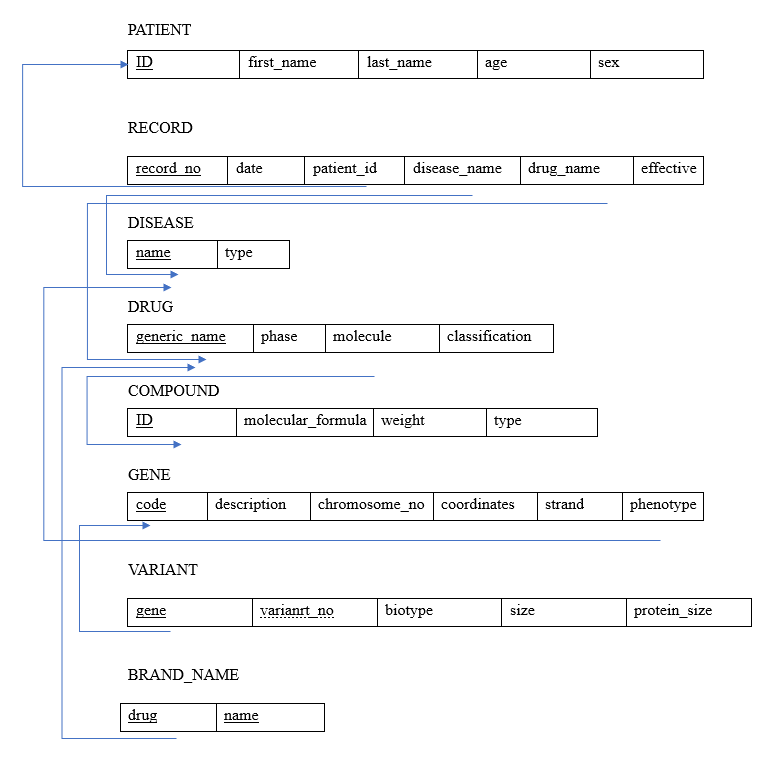 PATIENT
ID first_name last_name age sex
RECORD
record_no date patient_id disease_name drug_name effective
DISEASE
name type
DRUG
generic_name phase molecule classification
COMPOUND
ID molecular_formula weight type
GENE
code description chromosome_no coordinates strand phenotype
VARIANT
gene varianrt_no biotype size protein_size
BRAND_NAME
drug name